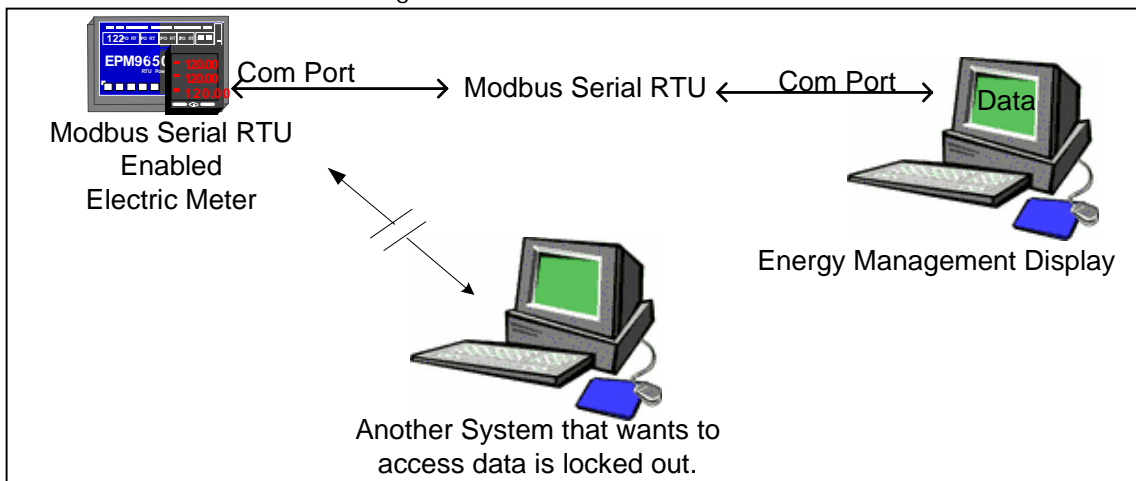 122
EPM9650
120.00
120.00
120.00
Com Port
Modbus Serial RTU
Com Port
Data
Modbus Serial RTU
Enabled
Electric Meter
Energy Management Display
Another System that wants to
access data is locked out.